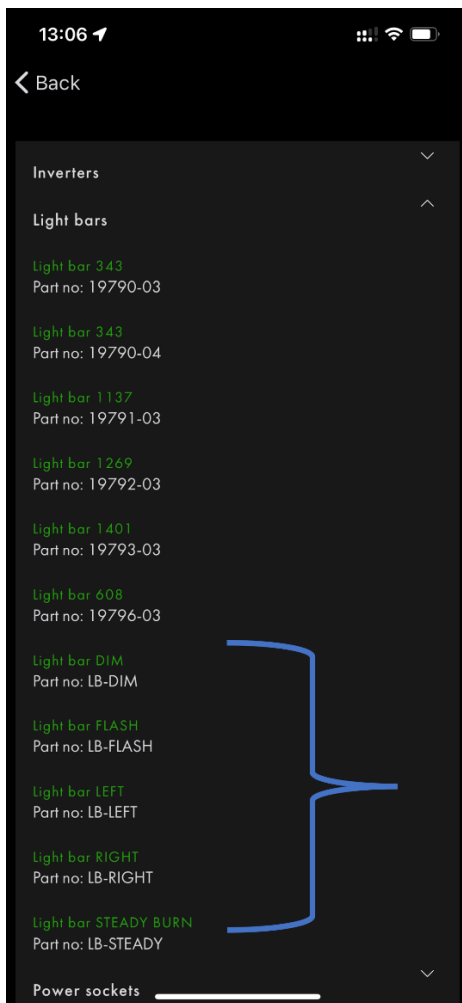 13:06
Back
Inverters
Light bars
Light bar 343
Part no: 19790-03
Light bar 343
Part no: 19790-04
Light bar 1137
Part no: 19791-03
Light bar 1269
Part no: 19792-03
Light bar 1401
Part no: 19793-03
Light bar 608
Part no: 19796-03
Light bar DIM
Part no: LB-DIM
Light bar FLASH
Part no: LB-FLASH
Light bar LEFT
Part no: LB-LEFT
Light bar RIGHT
Part no: LB-RIGHT
Light bar STEADY BURN
Part no: LB-STEADY
Power sockets